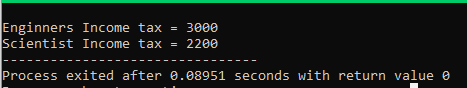 Enginners Income tax = 3000
Scientist Income tax = 2200
--------------------------------
Process exited after 0.08951 seconds with return value 0